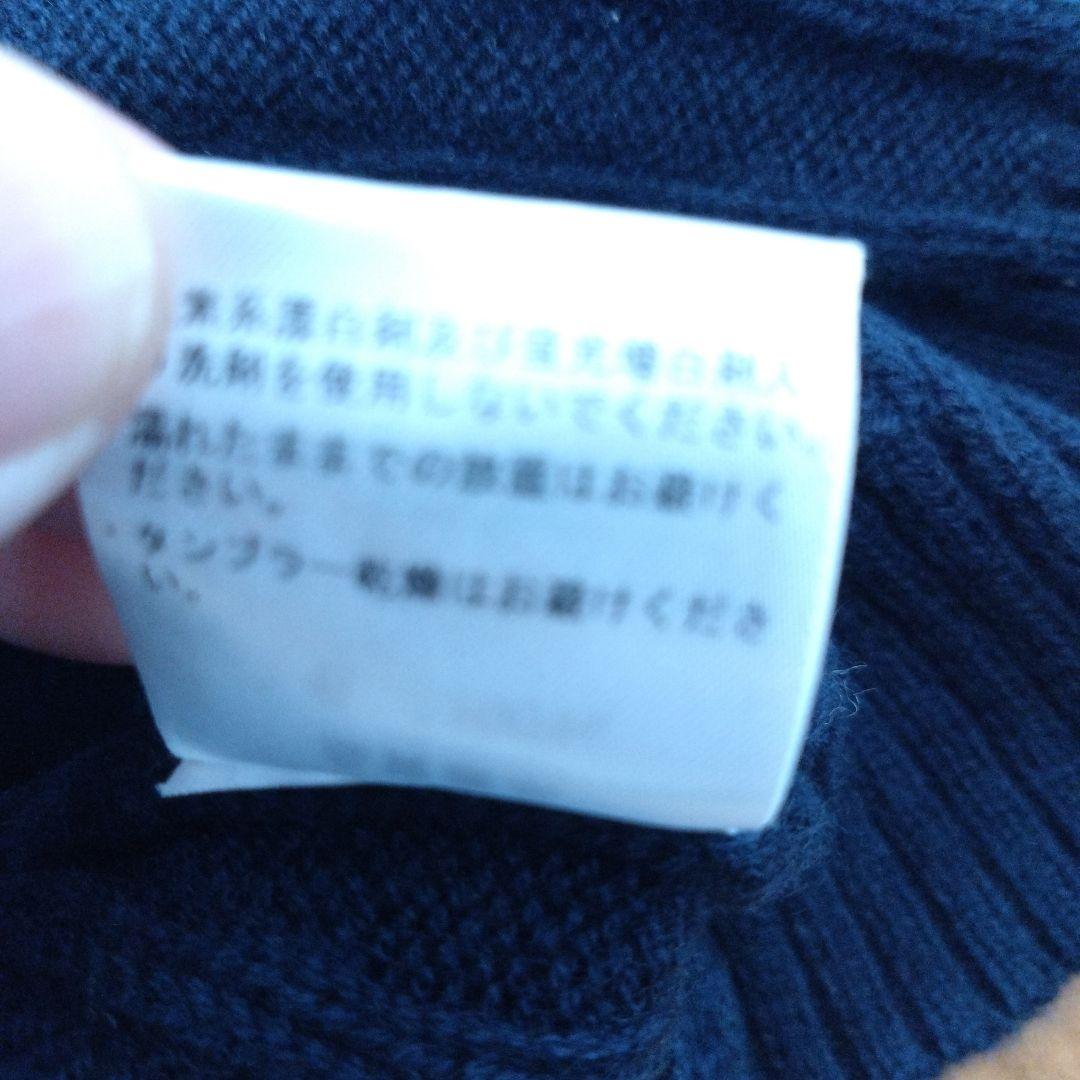 素系漂白剤及び蛍光増白剤入
洗剤を使用しないでください。
濡れたままでの放置はお避けく
ださい。
・タンブラー乾燥はお避けくださ
い。